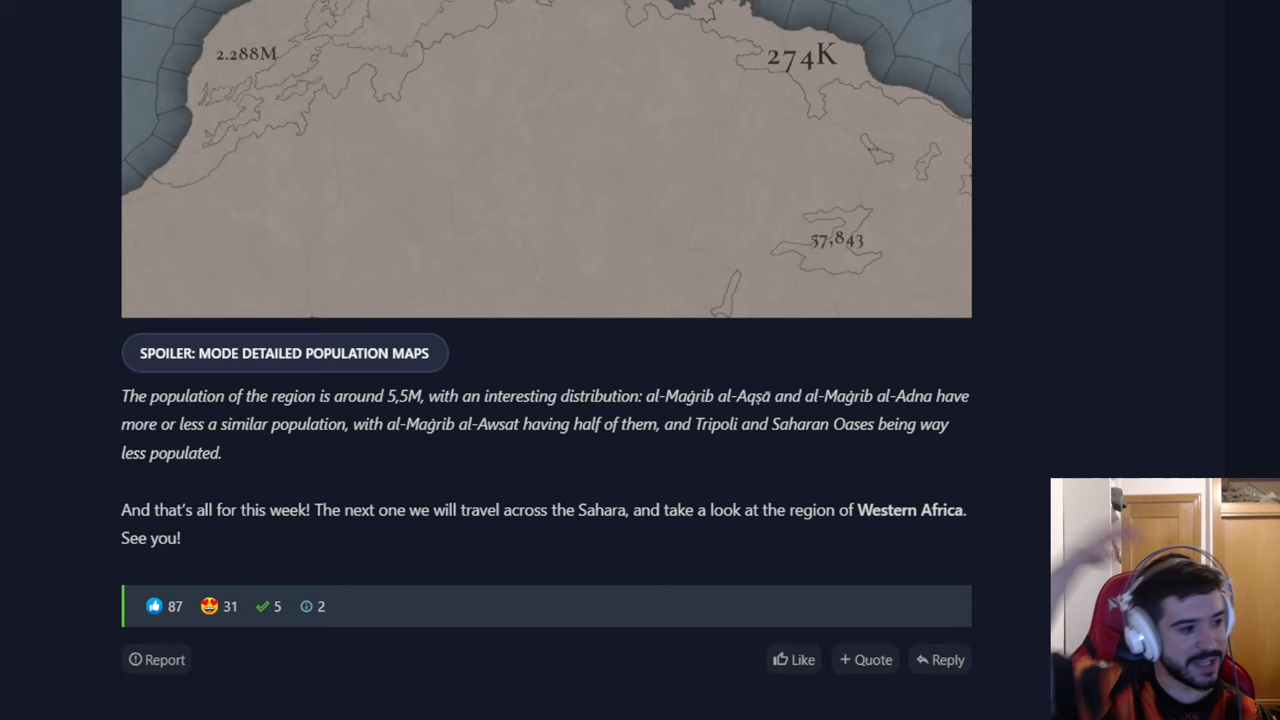 2.288M
274K
57,843
SPOILER: MODE DETAILED POPULATION MAPS
The population of the region is around 5,5M, with an interesting distribution: al-Maġrib al-Aqṣā and al-Maġrib al-Adna have
more or less a similar population, with al-Maġrib al-Awsat having half of them, and Tripoli and Saharan Oases being way
less populated.
And that's all for this week! The next one we will travel across the Sahara, and take a look at the region of Western Africa.
See you!
87 31 5 2
Report Like + Quote Reply